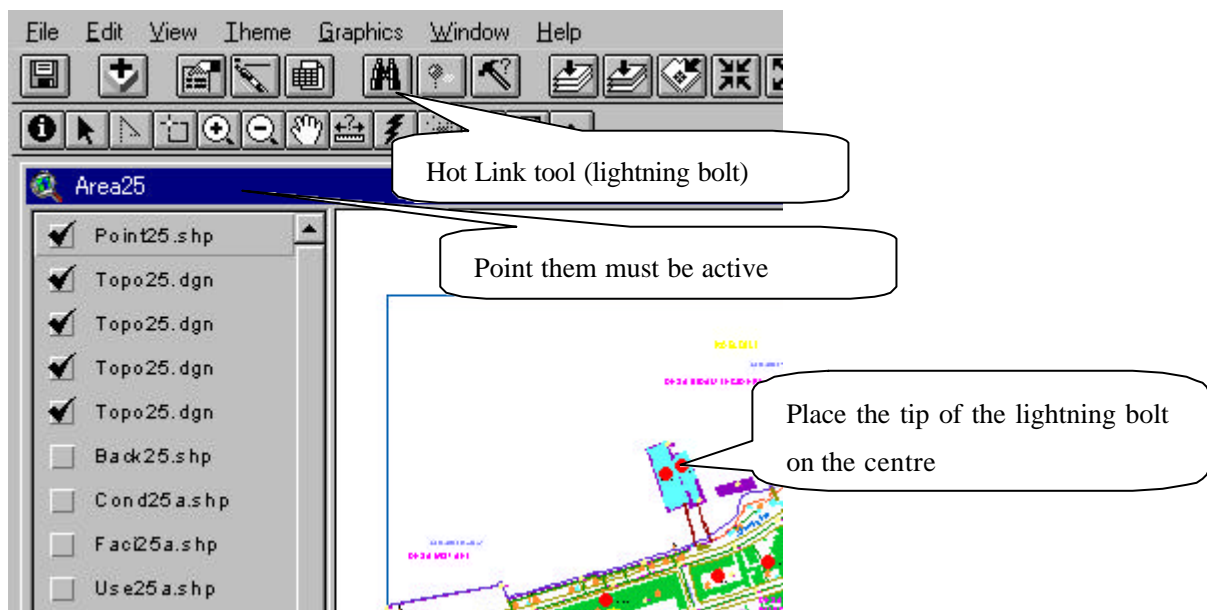 File Edit View Theme Graphics Window Help
Hot Link tool (lightning bolt)
Area25
Point25.shp
Point them must be active
Topo25.dgn
Topo25.dgn
Topo25.dgn
Topo25.dgn
Place the tip of the lightning bolt
on the centre
Back25.shp
Cond25a.shp
Faci25a.shp
Use25a.shp